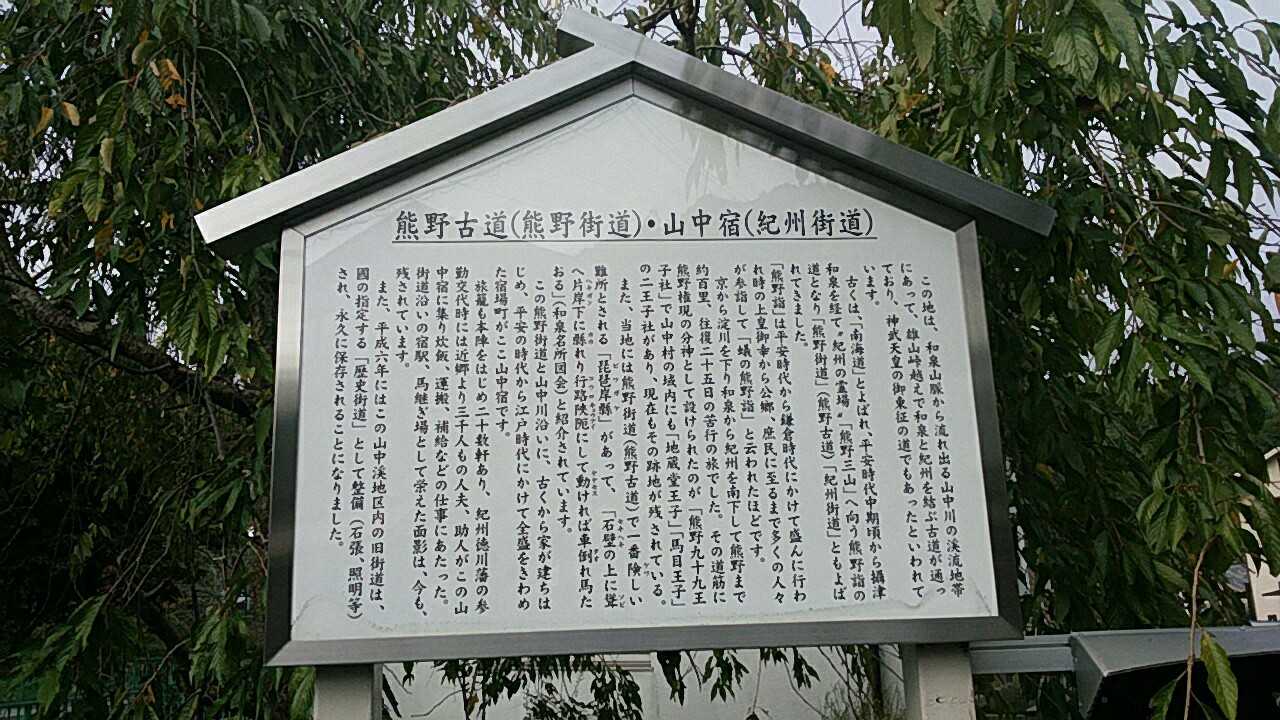 熊野古道(熊野街道)・山中宿(紀州街道)
この地は、和泉山脈から流れ出る山中川の溪流地帯
にあって、雄山峠越えで和泉と紀州を結ぶ古道が通っ
ており、神武天皇の御東征の道でもあったといわれて
います。
古くは、「南海道」とよばれ、平安時代中期頃から攝津
和泉を経て〝紀州の霊場〟「熊野三山」へ向う熊野詣の
道となり「熊野街道」(熊野古道)「紀州街道」ともよば
れてきました。
「熊野詣」は平安時代から鎌倉時代にかけて盛んに行わ
れ時の上皇御幸から公郷、庶民に至るまで多くの人々
が参詣して「蟻の熊野詣」と云われたほどです。
京から淀川を下り和泉から紀州を南下して熊野まで
約百里、往復二十五日の苦行の旅でした。その道筋に
熊野権現の分神として設けられたのが「熊野九十九王
子社」で山中村の域内にも「地蔵堂王子」「馬目王子」
の二王子社があり、現在もその跡地が残されている。
また、当地には熊野街道(熊野古道)で一番険しい
難所とされる「琵琶岸縣」があって、「石壁の上に聳
へ片岸下に縣れり行路陜阨にして動ければ車倒れ馬た
おる」(和泉名所図会)と紹介されています。
この熊野街道と山中川沿いに、古くから家が建ちは
じめ、平安の時代から江戸時代にかけて全盛をきわめ
た宿場町がここ山中宿です。
旅籠も本陣をはじめ二十数軒あり、紀州徳川藩の参
勤交代時には近郷より三千人もの人夫、助人がこの山
中宿に集り炊飯、運搬、補給などの仕事にあたった。
街道沿いの宿駅、馬継ぎ場として栄えた面影は、今も、
残されています。
また、平成六年にはこの山中溪地区内の旧街道は、
國の指定する「歴史街道」として整備(石張、照明等)
され、永久に保存されることになりました。